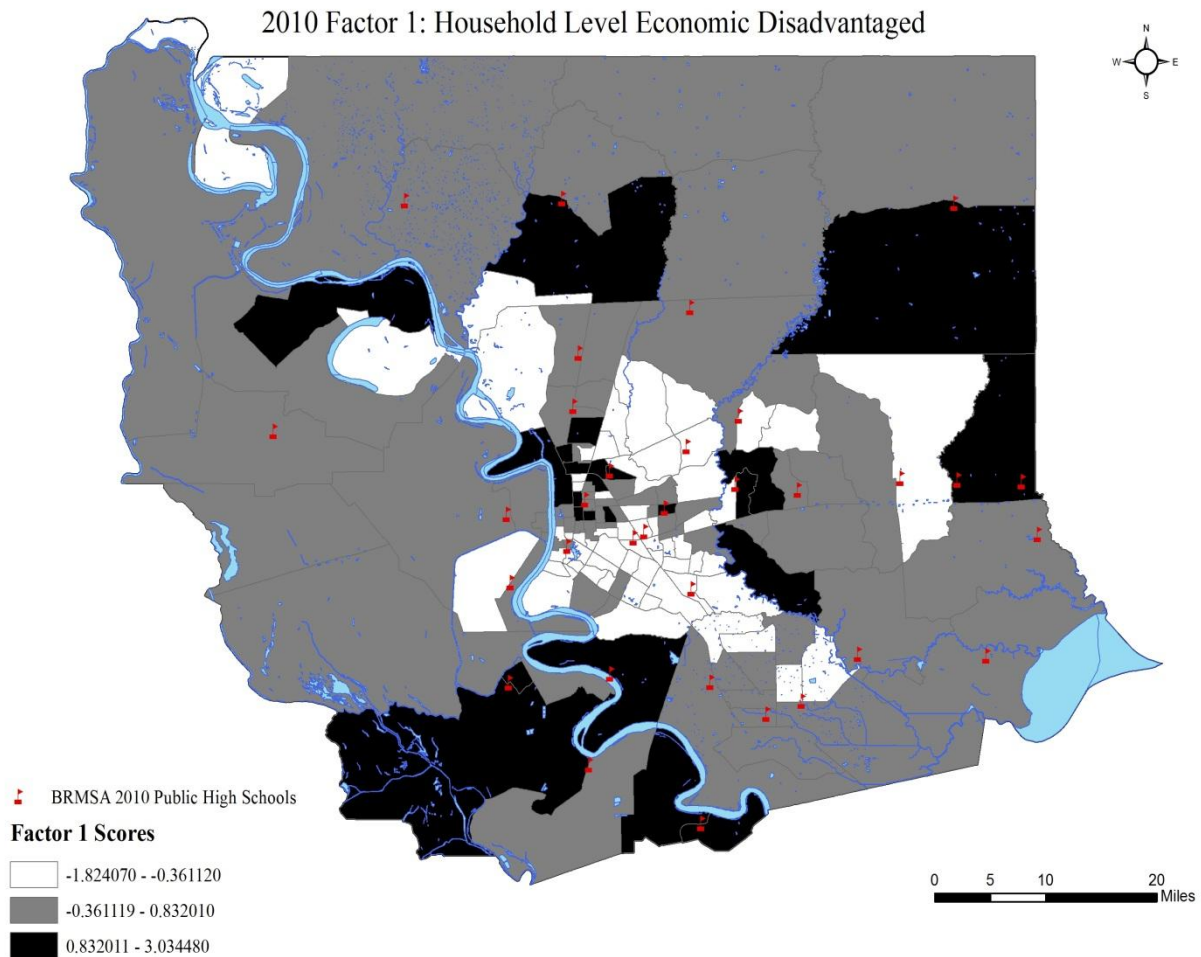 2010 Factor 1: Household Level Economic Disadvantaged
N
W E
S
BRMSA 2010 Public High Schools
Factor 1 Scores
-1.824070 - -0.361120
-0.361119 - 0.832010
0.832011 - 3.034480
0 5 10 20
Miles